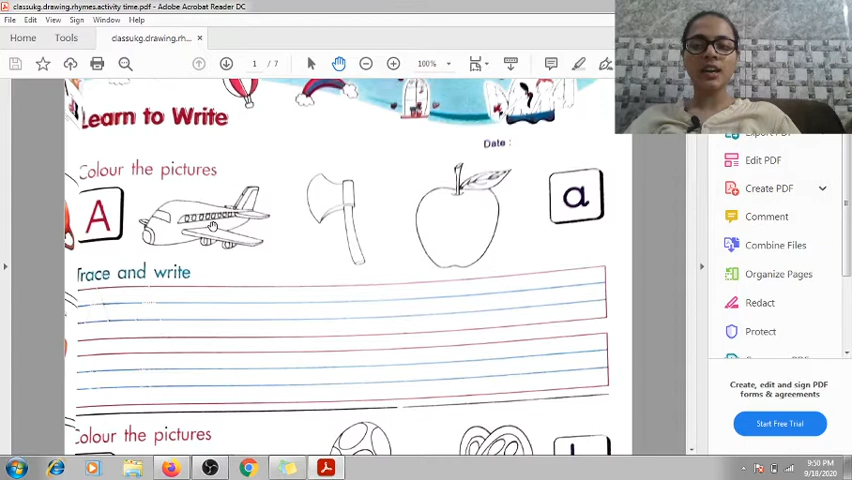 classukg.drawing.rhymes.activity time.pdf - Adobe Acrobat Reader DC
File Edit View Sign Window Help
Home Tools classukg.drawing.rh... ×
1 / 7 100%
Learn to Write
Date :
Colour the pictures
A a
Trace and write
Colour the pictures
Export PDF
Edit PDF
Create PDF
Comment
Combine Files
Organize Pages
Redact
Protect
Create, edit and sign PDF
forms & agreements
Start Free Trial
9:50 PM
9/18/2020